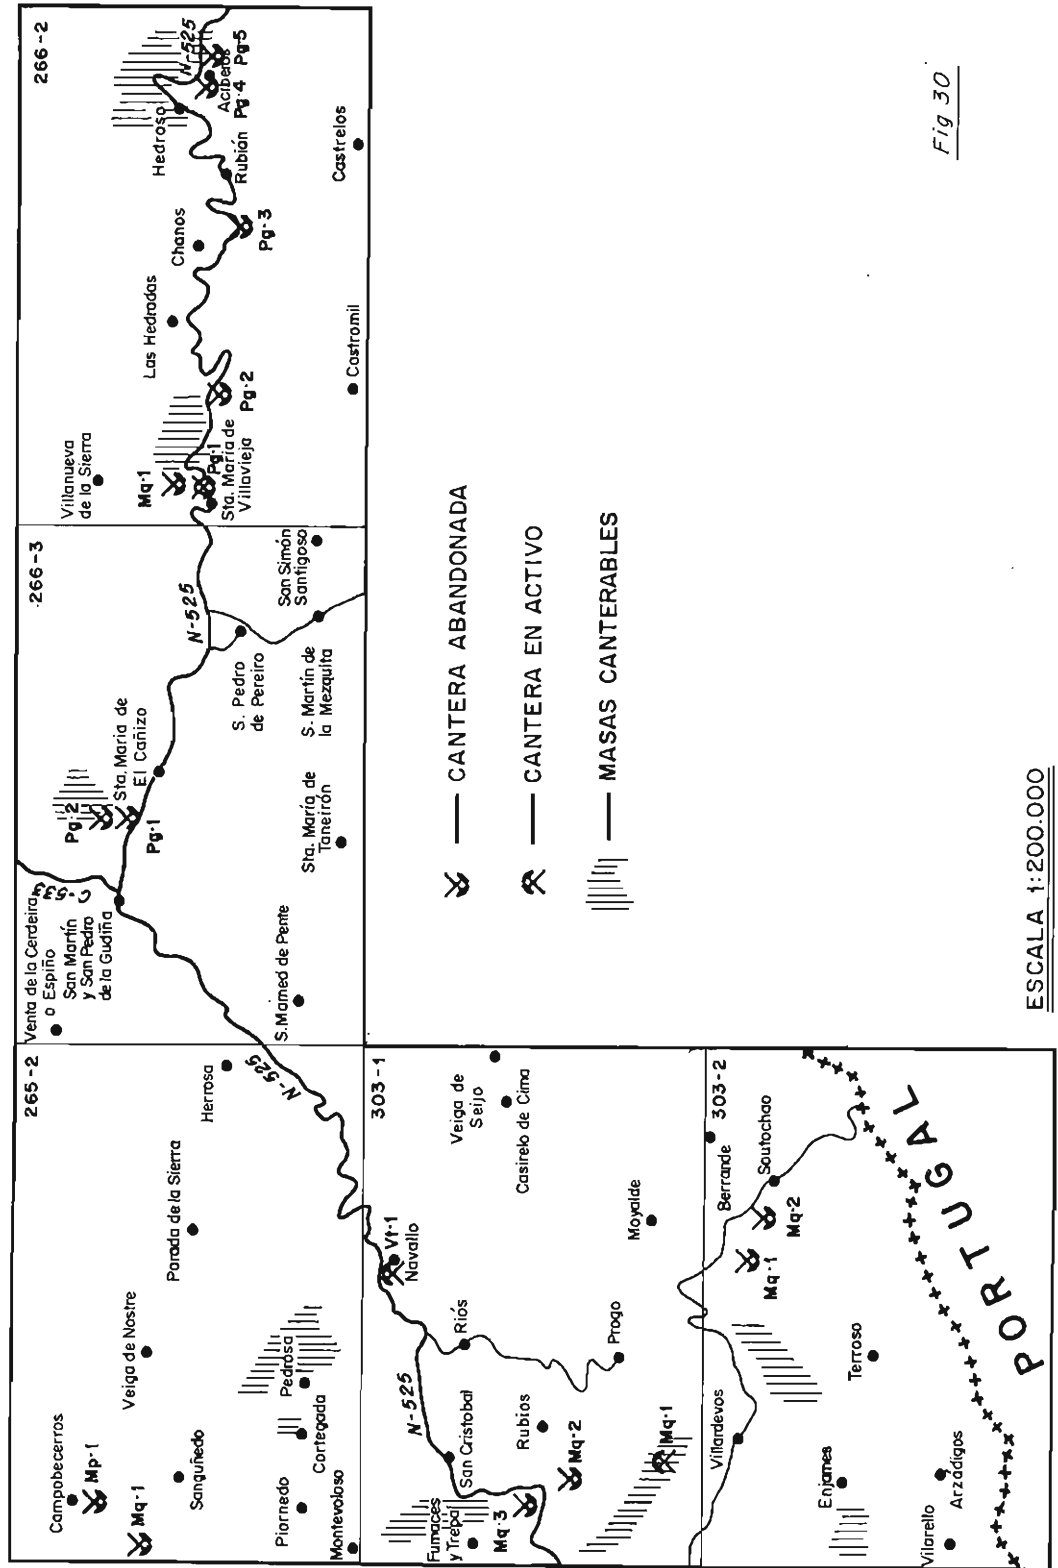 265-2
Campobecerros
Mp-1
Mq-1
Veiga de Nostre
Sanguñedo
Parada de la Sierra
Herrosa
N-525
Piornedo
Cortegada
Pedrosa
Montevoloso
Venta de la Cerdeira
o Espiño
San Martín
y San Pedro
de la Gudiña
C-533
S. Mamed de Pente
266-3
Pg-2
Pg-1
Sta. Maria de
El Cañizo
Sta. María de
Taneirón
S. Pedro
de Pereiro
S. Martín de
la Mezquita
N-525
San Simón
Santigoso
266-2
Villanueva
de la Sierra
Mq-1
Pg-1
Sta. María de
Villavieja
Pg-2
Las Hedradas
Castromil
Chanos
Pg-3
Hedroso
Rubián
Castrelos
N-525
Aciberos
Pg-4
Pg-5
303-1
Vt-1
Navallo
N-525
San Cristobal
Ríos
Rubios
Progo
Fumaces
y Trepa
Mq-3
Mq-2
Mq-1
Veiga de
Seijo
Casirelo de Cima
Moyalde
303-2
Berrande
Soutochao
Mq-1
Mq-2
Villardevos
Terroso
Enjames
Vilarello
Arzádigos
PORTUGAL
CANTERA ABANDONADA
CANTERA EN ACTIVO
MASAS CANTERABLES
ESCALA 1:200.000
Fig 30